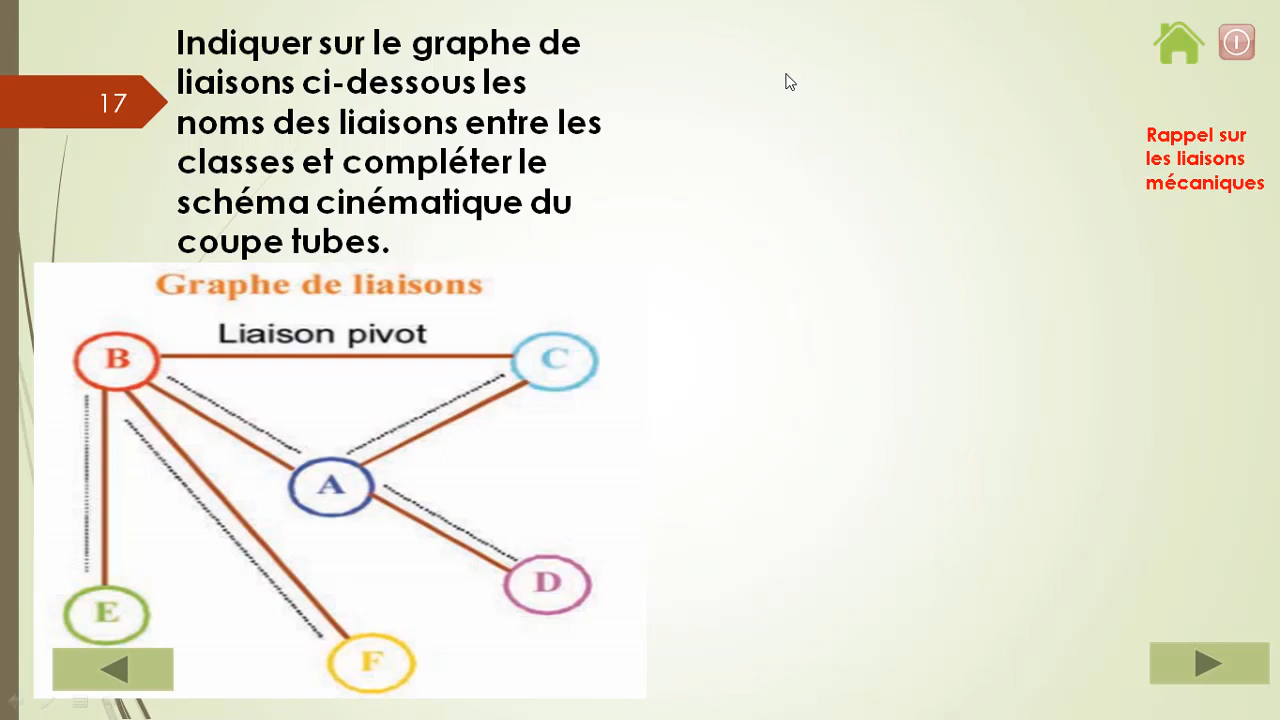 Indiquer sur le graphe de
liaisons ci-dessous les
noms des liaisons entre les
classes et compléter le
schéma cinématique du
coupe tubes.
17
Rappel sur
les liaisons
mécaniques
Graphe de liaisons
Liaison pivot
B
C
A
D
E
F